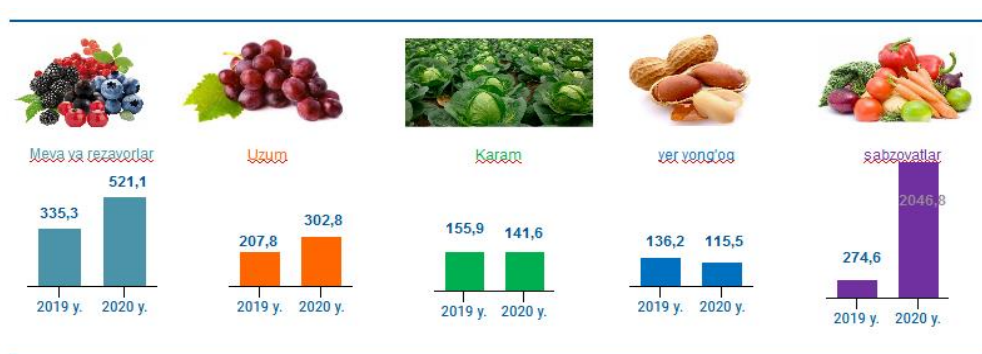 Meva va rezavorlar
521,1
335,3
2019 y. 2020 y.
Uzum
302,8
207,8
2019 y. 2020 y.
Karam
155,9 141,6
2019 y. 2020 y.
yer yong'oq
136,2 115,5
2019 y. 2020 y.
sabzovatlar
2046,8
274,6
2019 y. 2020 y.